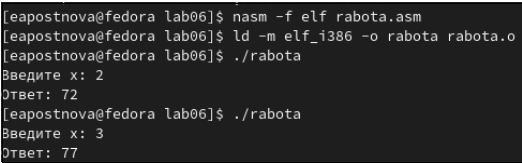 [eapostnova@fedora lab06]$ nasm -f elf rabota.asm
[eapostnova@fedora lab06]$ ld -m elf_i386 -o rabota rabota.o
[eapostnova@fedora lab06]$ ./rabota
Введите x: 2
Ответ: 72
[eapostnova@fedora lab06]$ ./rabota
Введите x: 3
Ответ: 77